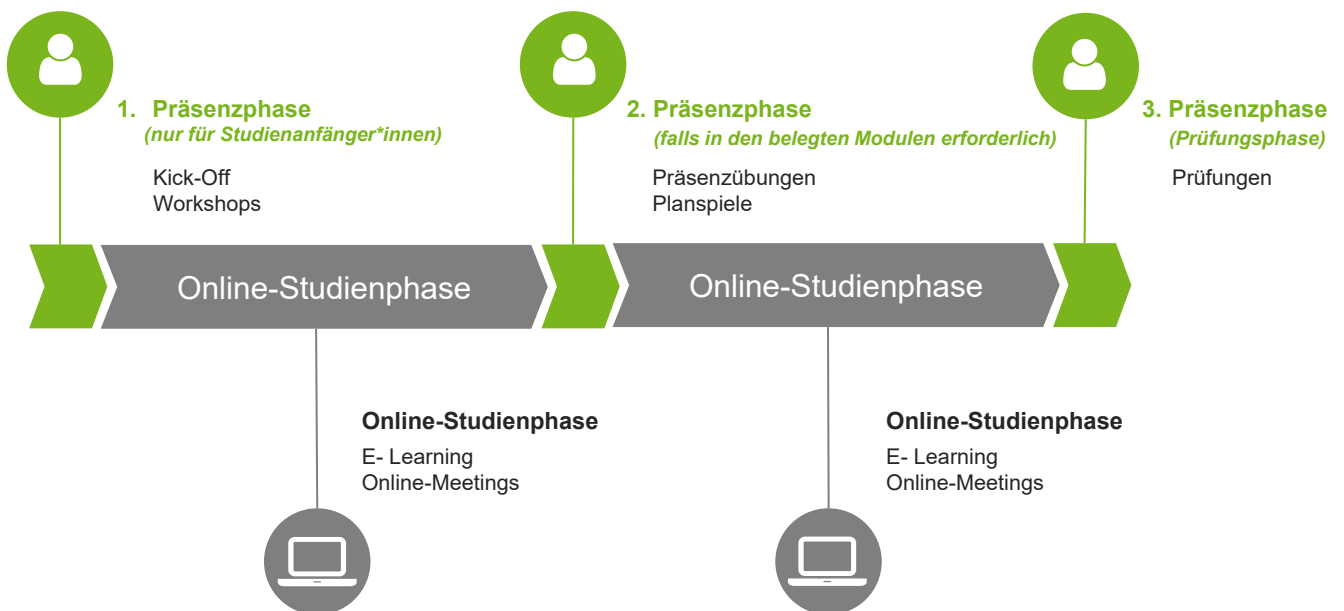 1. Präsenzphase
(nur für Studienanfänger*innen)
Kick-Off
Workshops
2. Präsenzphase
(falls in den belegten Modulen erforderlich)
Präsenzübungen
Planspiele
3. Präsenzphase
(Prüfungsphase)
Prüfungen
Online-Studienphase
Online-Studienphase
Online-Studienphase
E- Learning
Online-Meetings
Online-Studienphase
E- Learning
Online-Meetings